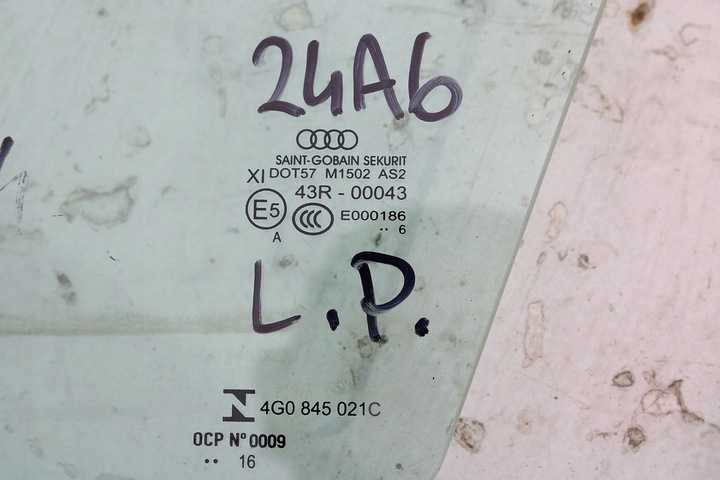 24A6
SAINT-GOBAIN SEKURIT
XI DOT57 M1502 AS2
43R - 00043
E5 CCC E000186
A .. 6
L.P.
N 4G0 845 021C
OCP Nº 0009
.. 16